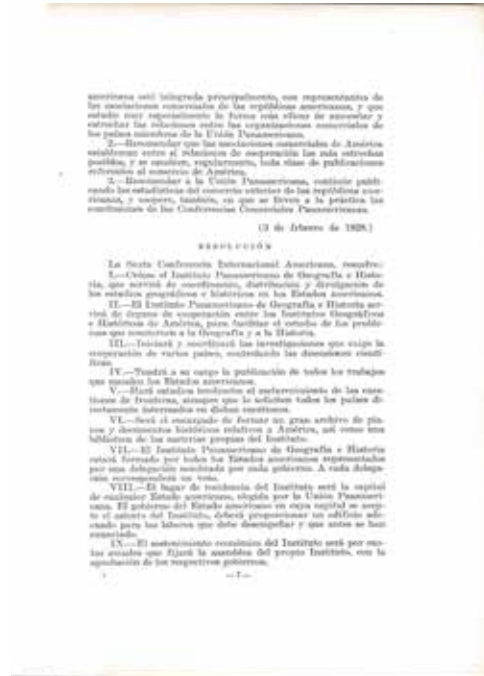 americana esté integrada principalmente, con representantes de
las asociaciones comerciales de las repúblicas americanas, y que
estudie muy especialmente la forma más eficaz de aumentar y
estrechar las relaciones entre las organizaciones comerciales de
los países miembros de la Unión Panamericana.
2.—Recomendar que las asociaciones comerciales de América
establezcan entre sí relaciones de cooperación las más estrechas
posibles, y se cambien, regularmente, toda clase de publicaciones
referentes al comercio de América.
3.—Recomendar a la Unión Panamericana, continúe publi-
cando las estadísticas del comercio exterior de las repúblicas ame-
ricanas, y coopere, también, en que se lleven a la práctica las
conclusiones de las Conferencias Comerciales Panamericanas.
(3 de febrero de 1928.)
RESOLUCIÓN
La Sexta Conferencia Internacional Americana, resuelve:
I.—Créase el Instituto Panamericano de Geografía e Histo-
ria, que servirá de coordinación, distribución y divulgación de
los estudios geográficos e históricos en los Estados americanos.
II.—El Instituto Panamericano de Geografía e Historia ser-
virá de órgano de cooperación entre los Institutos Geográficos
e Históricos de América, para facilitar el estudio de los proble-
mas que conciernen a la Geografía y a la Historia.
III.—Iniciará y coordinará las investigaciones que exige la
cooperación de varios países, controlando las discusiones cientí-
ficas.
IV.—Tendrá a su cargo la publicación de todos los trabajos
que manden los Estados americanos.
V.—Hará estudios tendientes al esclarecimiento de las cues-
tiones de fronteras, siempre que lo soliciten todos los países di-
rectamente interesados en dichas cuestiones.
VI.—Será el encargado de formar un gran archivo de pla-
nos y documentos históricos relativos a América, así como una
biblioteca de las materias propias del Instituto.
VII.—El Instituto Panamericano de Geografía e Historia
estará formado por todos los Estados americanos representados
por una delegación nombrada por cada gobierno. A cada delega-
ción corresponderá un voto.
VIII.—El lugar de residencia del Instituto será la capital
de cualquier Estado americano, elegida por la Unión Panameri-
cana. El gobierno del Estado americano en cuya capital se acep-
te el asiento del Instituto, deberá proporcionar un edificio ade-
cuado para las labores que debe desempeñar y que antes se han
enunciado.
IX.—El sostenimiento económico del Instituto será por cuo-
tas anuales que fijará la asamblea del propio Instituto, con la
aprobación de los respectivos gobiernos.
—7—